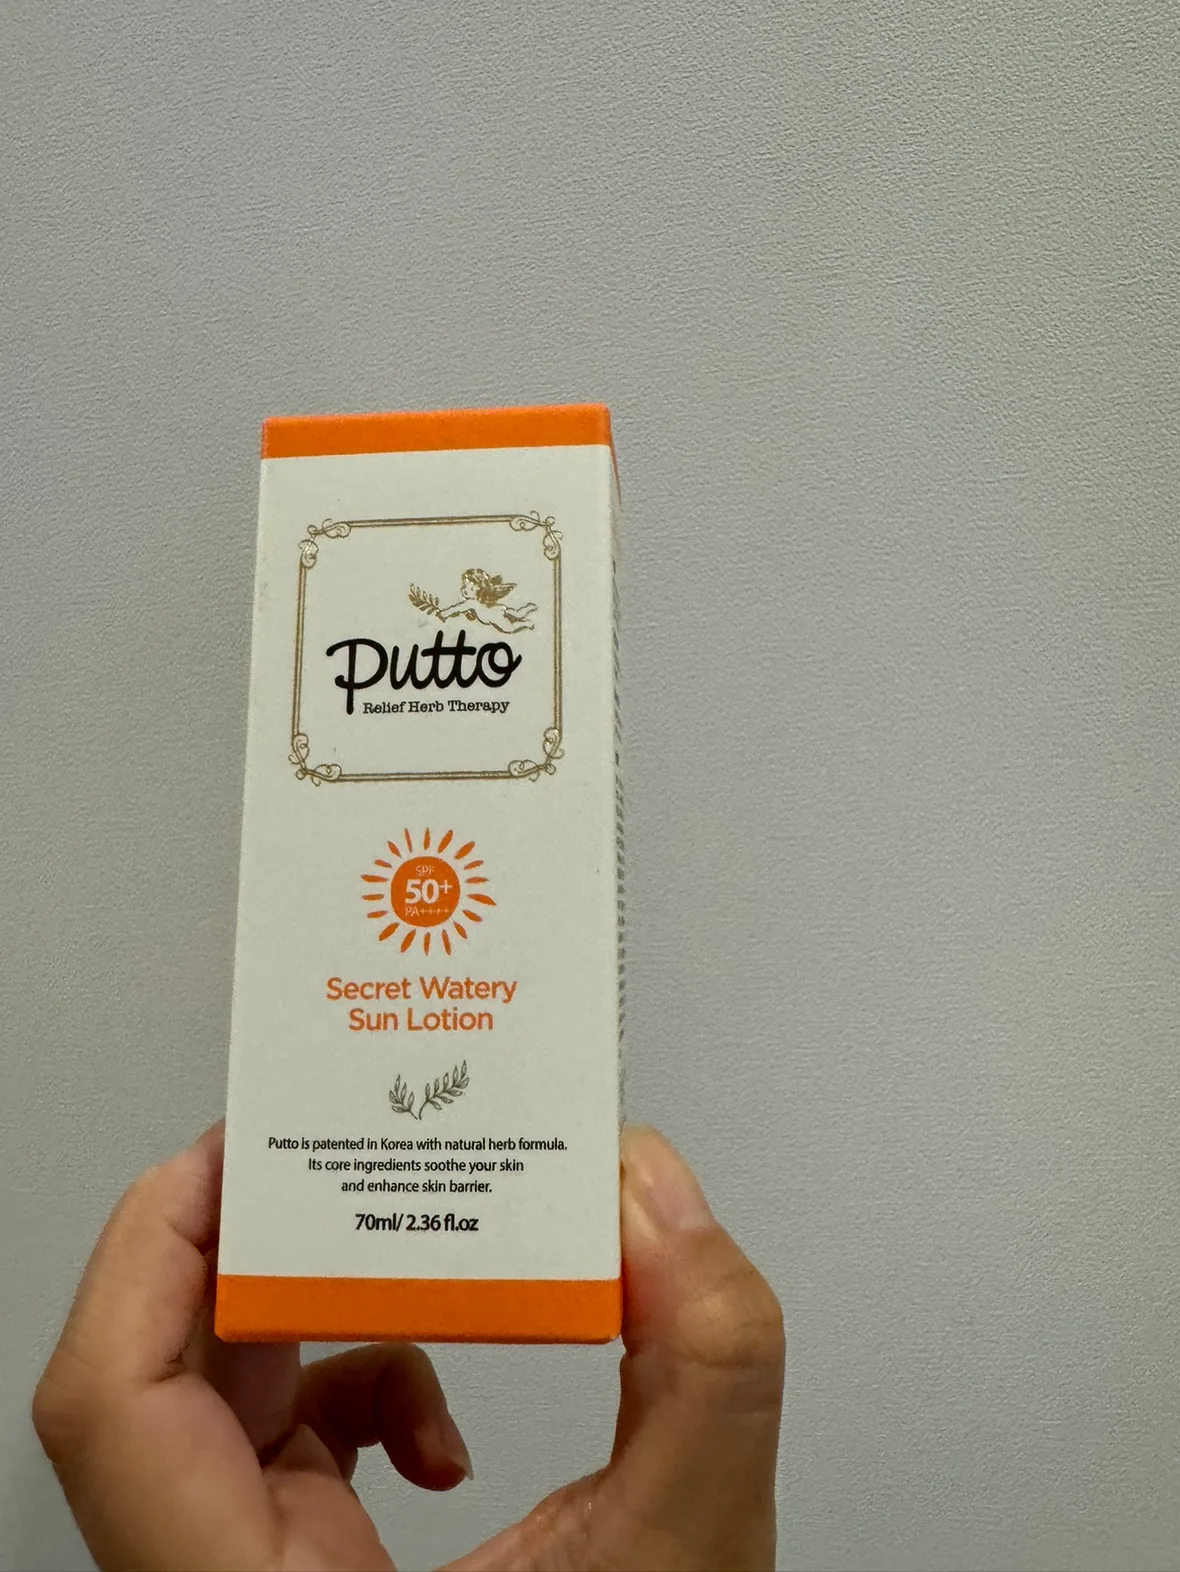 Putto
Relief Herb Therapy
SPF
50+
PA++++
Secret Watery
Sun Lotion
Putto is patented in Korea with natural herb formula.
Its core ingredients soothe your skin
and enhance skin barrier.
70ml/ 2.36 fl.oz